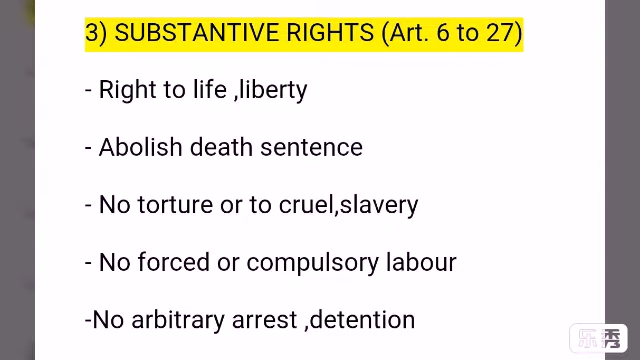 3) SUBSTANTIVE RIGHTS (Art. 6 to 27)
- Right to life ,liberty
- Abolish death sentence
- No torture or to cruel,slavery
- No forced or compulsory labour
-No arbitrary arrest ,detention
乐秀